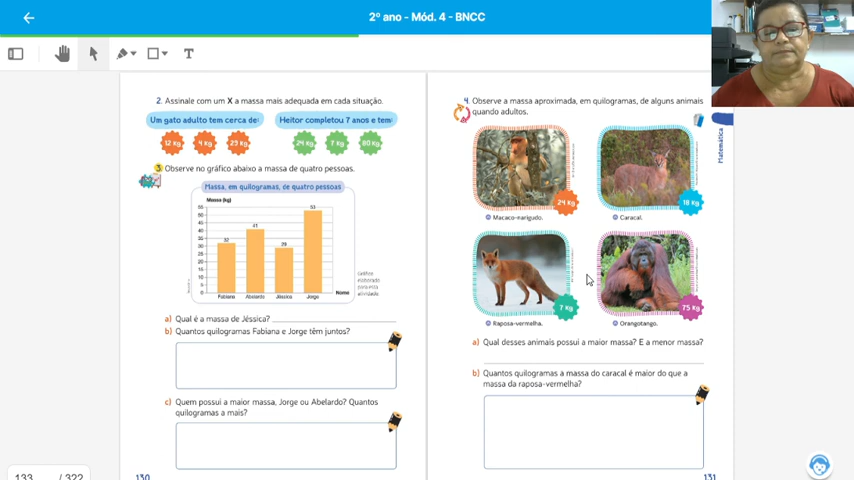 2º ano - Mód. 4 - BNCC
T
2. Assinale com um X a massa mais adequada em cada situação.
Um gato adulto tem cerca de:
Heitor completou 7 anos e tem:
12 kg
4 kg
25 kg
24 kg
7 kg
80 kg
3 Observe no gráfico abaixo a massa de quatro pessoas.
Massa, em quilogramas, de quatro pessoas
Massa (kg)
55
50
45
40
35
30
25
20
15
10
5
0
32
41
29
53
Fabiana
Abelardo
Jéssica
Jorge
Nome
Gráfico
elaborado
para esta
atividade
a) Qual é a massa de Jéssica?
b) Quantos quilogramas Fabiana e Jorge têm juntos?
c) Quem possui a maior massa, Jorge ou Abelardo? Quantos
quilogramas a mais?
130
4. Observe a massa aproximada, em quilogramas, de alguns animais
quando adultos.
Matemática
24 kg
Macaco-narigudo.
18 kg
Caracal.
7 kg
Raposa-vermelha.
75 kg
Orangotango.
a) Qual desses animais possui a maior massa? E a menor massa?
b) Quantos quilogramas a massa do caracal é maior do que a
massa da raposa-vermelha?
131
133 / 322